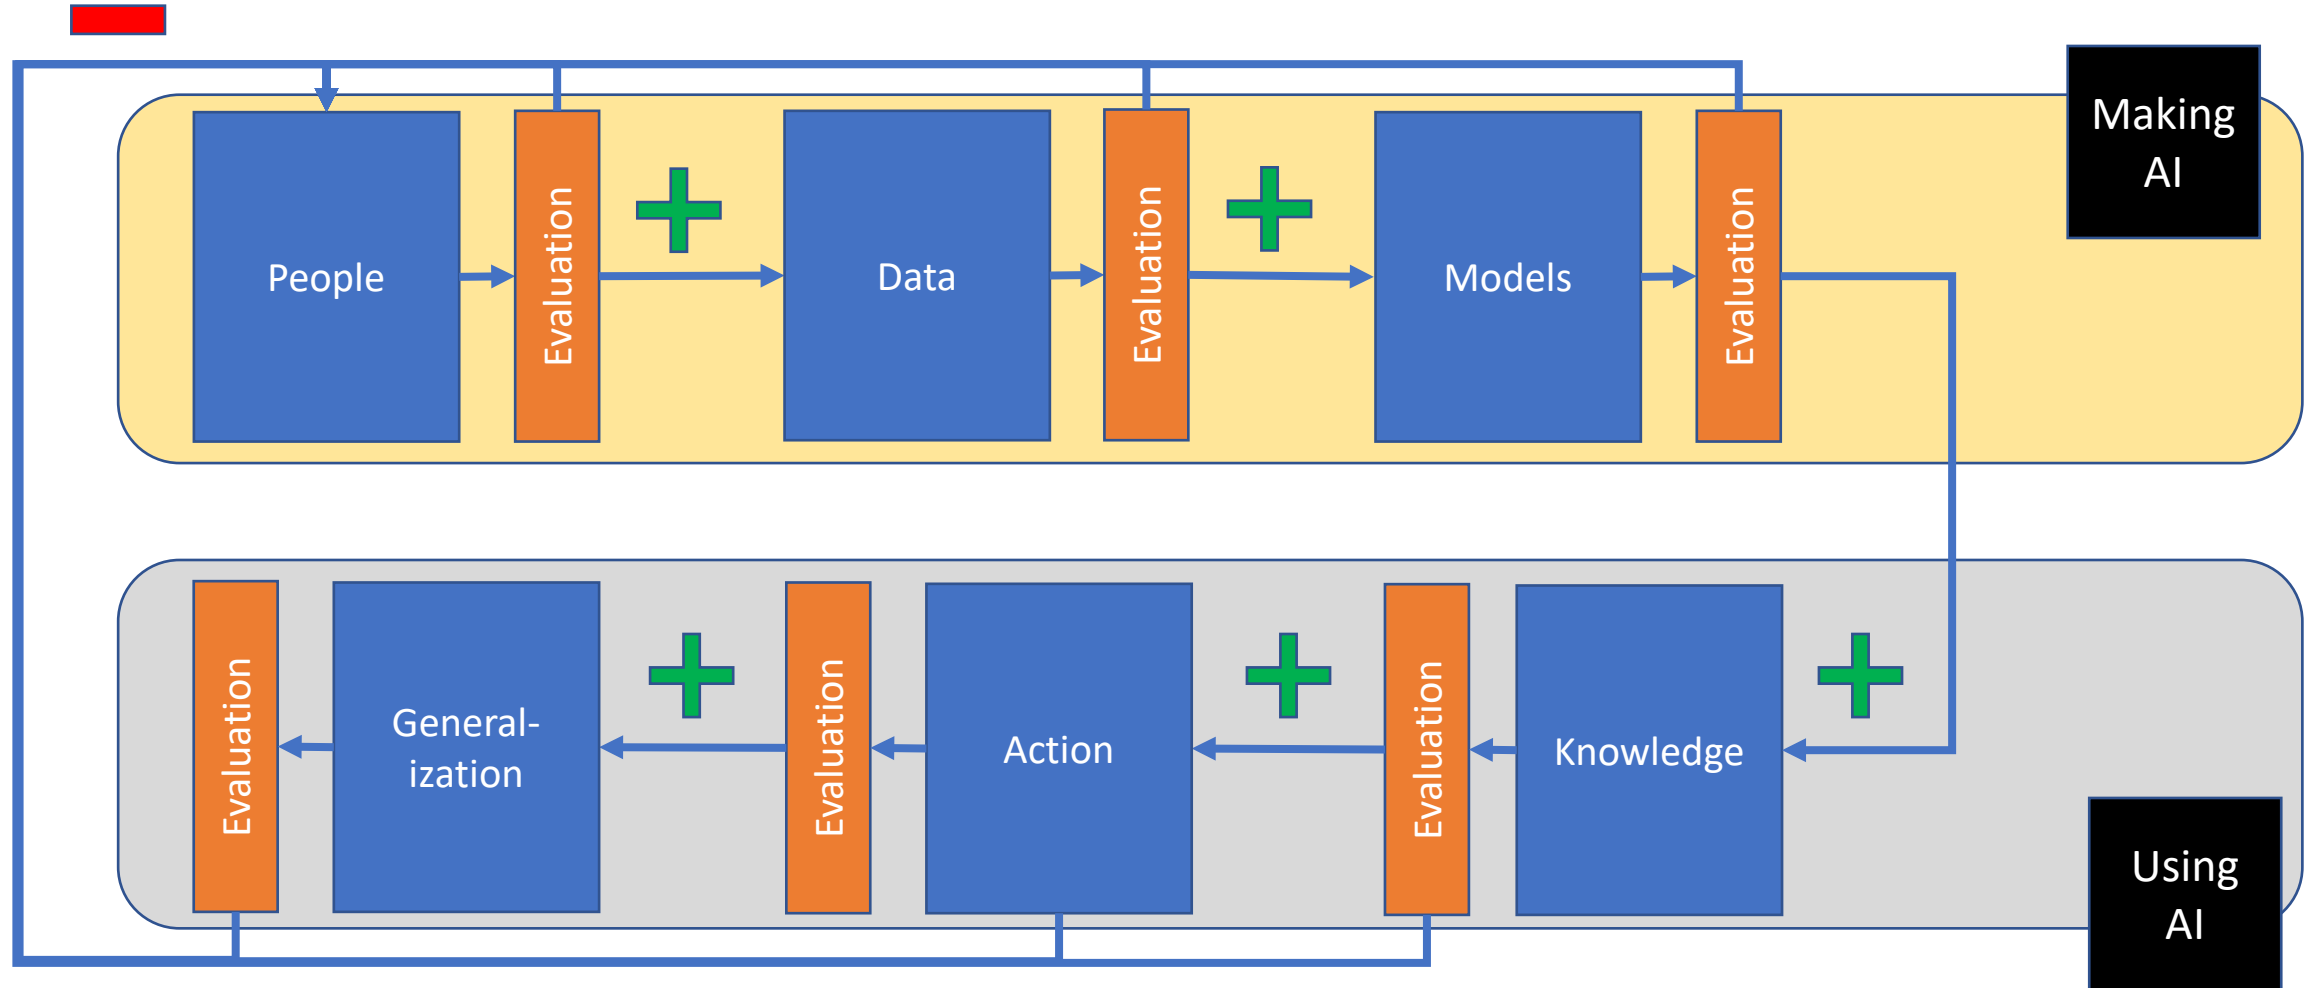 Making
AI
People
Evaluation
Data
Evaluation
Models
Evaluation
Evaluation
General-
ization
Evaluation
Action
Evaluation
Knowledge
Using
AI